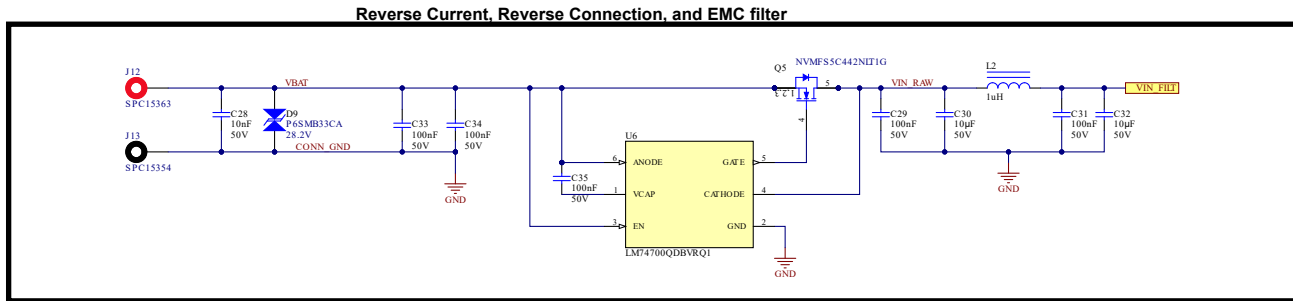 Reverse Current, Reverse Connection, and EMC filter
J12
SPC15363
VBAT
J13
SPC15354
C28
10nF
50V
D9
P6SMB33CA
28.2V
CONN_GND
C33
100nF
50V
C34
100nF
50V
GND
C35
100nF
50V
U6
6
ANODE
1
VCAP
3
EN
GATE
5
CATHODE
4
GND
2
LM74700QDBVRQ1
GND
Q5
NVMFS5C442NLT1G
1,2,3
5
4
VIN_RAW
C29
100nF
50V
C30
10μF
50V
L2
1uH
GND
C31
100nF
50V
C32
10μF
50V
VIN_FILT